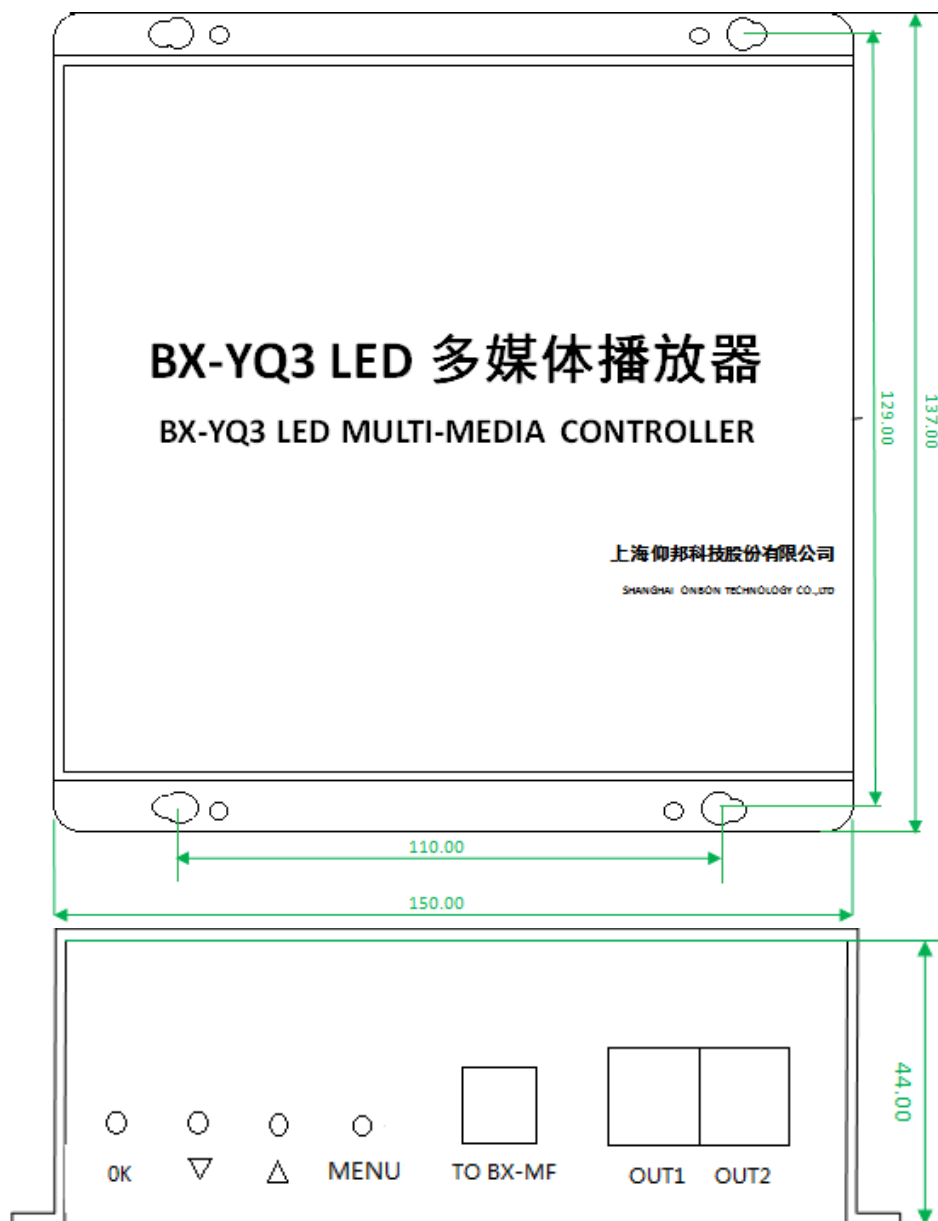 BX-YQ3 LED 多媒体播放器
BX-YQ3 LED MULTI-MEDIA CONTROLLER
129.00
137.00
上海仰邦科技股份有限公司
SHANGHAI ONBON TECHNOLOGY CO.,LTD
110.00
150.00
44.00
OK
▽
△
MENU
TO BX-MF
OUT1
OUT2